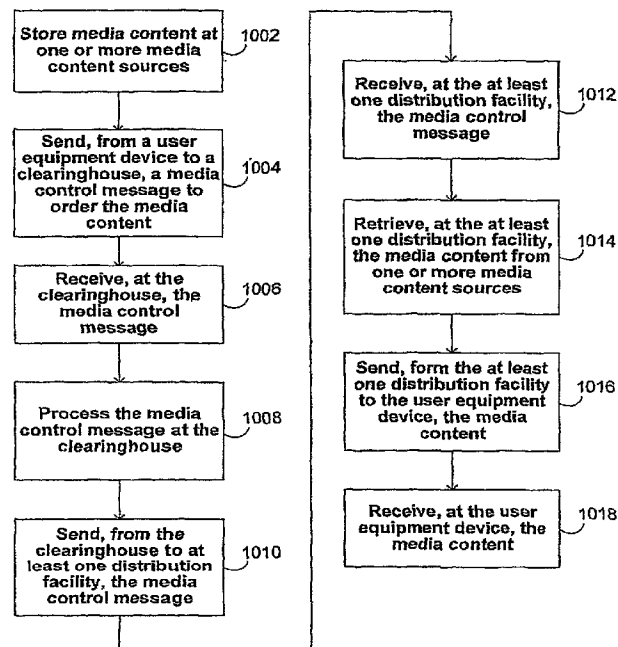 Store media content at
one or more media
content sources
1002
Send, from a user
equipment device to a
clearinghouse, a media
control message to
order the media
content
1004
Receive, at the
clearinghouse, the
media control
message
1006
Process the media
control message at the
clearinghouse
1008
Send, from the
clearinghouse to at
least one distribution
facility, the media
control message
1010
Receive, at the at least
one distribution facility,
the media control
message
1012
Retrieve, at the at least
one distribution facility,
the media content from
one or more media
content sources
1014
Send, form the at least
one distribution facility
to the user equipment
device, the media
content
1016
Receive, at the user
equipment device, the
media content
1018